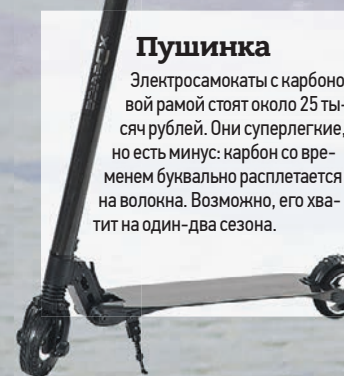 Пушинка
Электросамокаты с карбоно
вой рамой стоят около 25 ты-
сяч рублей. Они суперлегкие,
но есть минус: карбон со вре-
менем буквально расплетается
на волокна. Возможно, его хва-
тит на один-два сезона.